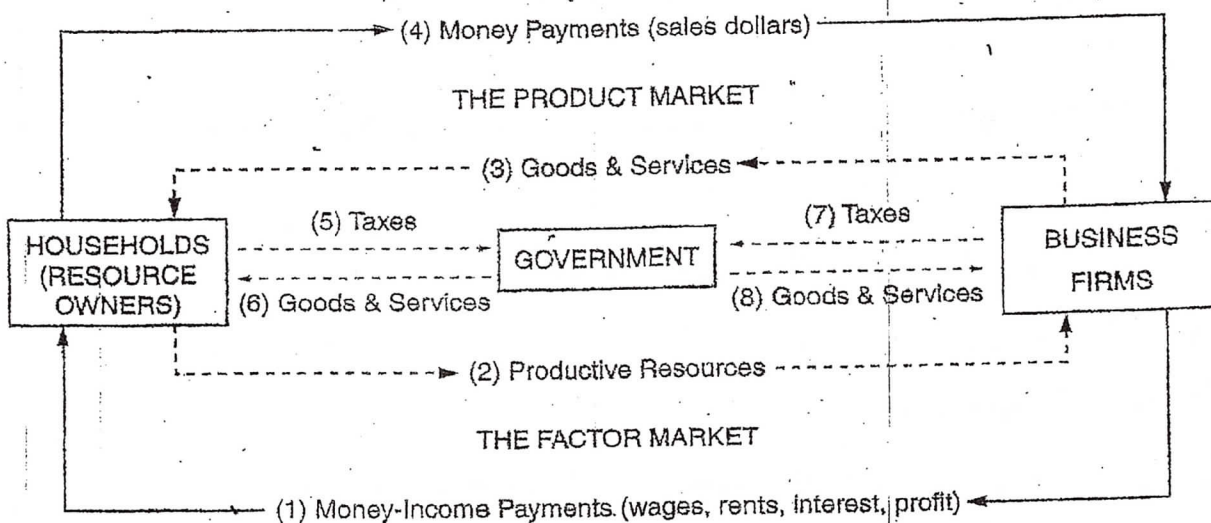 (4) Money Payments (sales dollars)
THE PRODUCT MARKET
(3) Goods & Services
(5) Taxes
(7) Taxes
HOUSEHOLDS
(RESOURCE
OWNERS)
GOVERNMENT
BUSINESS
FIRMS
(6) Goods & Services
(8) Goods & Services
(2) Productive Resources
THE FACTOR MARKET
(1) Money-Income Payments (wages, rents, interest, profit)